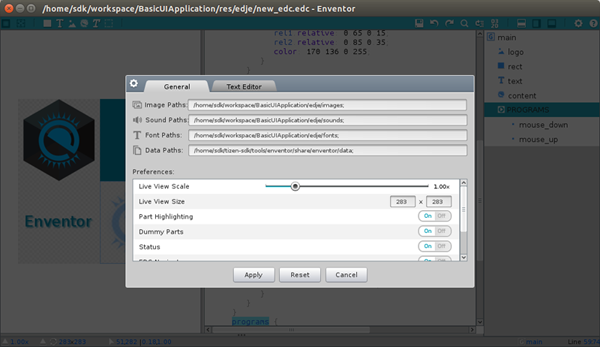 /home/sdk/workspace/BasicUIApplication/res/edje/new_edc.edc - Enventor
rel1 relative 0.65 0 15,
rel2 relative 0 85 0 35,
color 170 136 0 255,
main
logo
rect
text
content
PROGRAMS
mouse_down
mouse_up
General
Text Editor
Image Paths: /home/sdk/workspace/BasicUIApplication/edje/images;
Sound Paths: /home/sdk/workspace/BasicUIApplication/edje/sounds;
Font Paths: /home/sdk/workspace/BasicUIApplication/edje/fonts;
Data Paths: /home/sdk/tizen-sdk/tools/enventor/share/enventor/data;
Preferences:
Live View Scale 1.00x
Live View Size 283 x 283
Part Highlighting On Off
Dummy Parts On Off
Status On Off
Enventor
Apply Reset Cancel
programs {
1.00x 283x283
main
Line